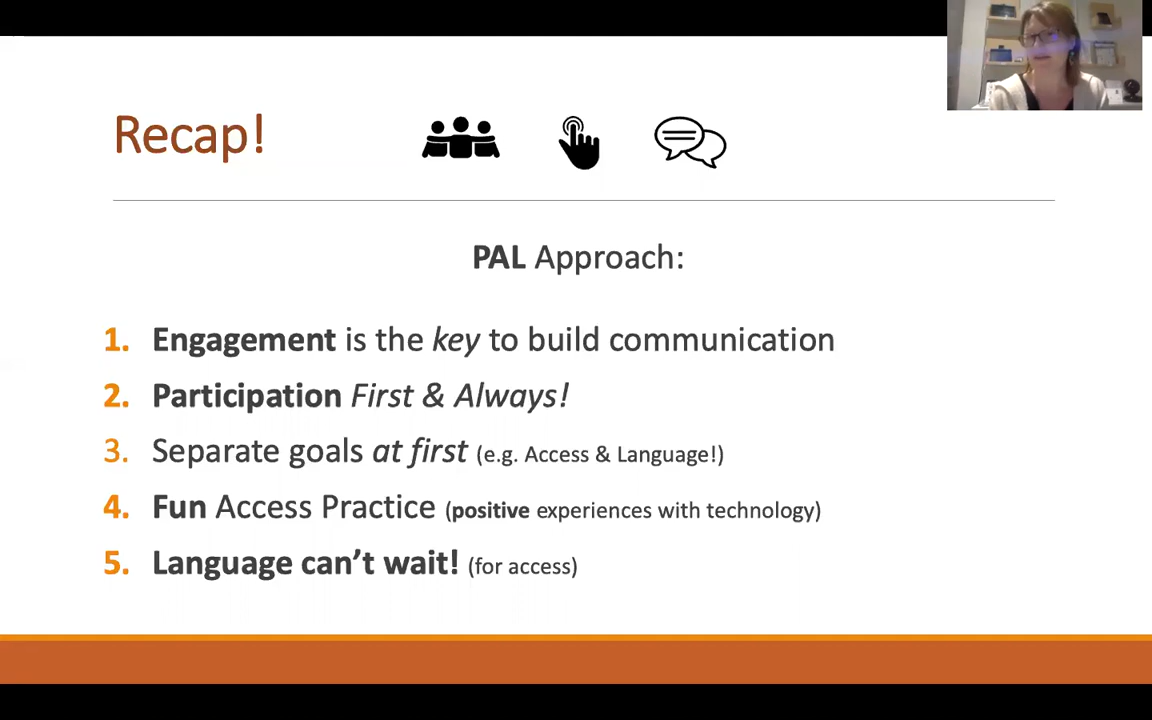 Recap!
PAL Approach:
1. Engagement is the key to build communication
2. Participation First & Always!
3. Separate goals at first (e.g. Access & Language!)
4. Fun Access Practice (positive experiences with technology)
5. Language can’t wait! (for access)